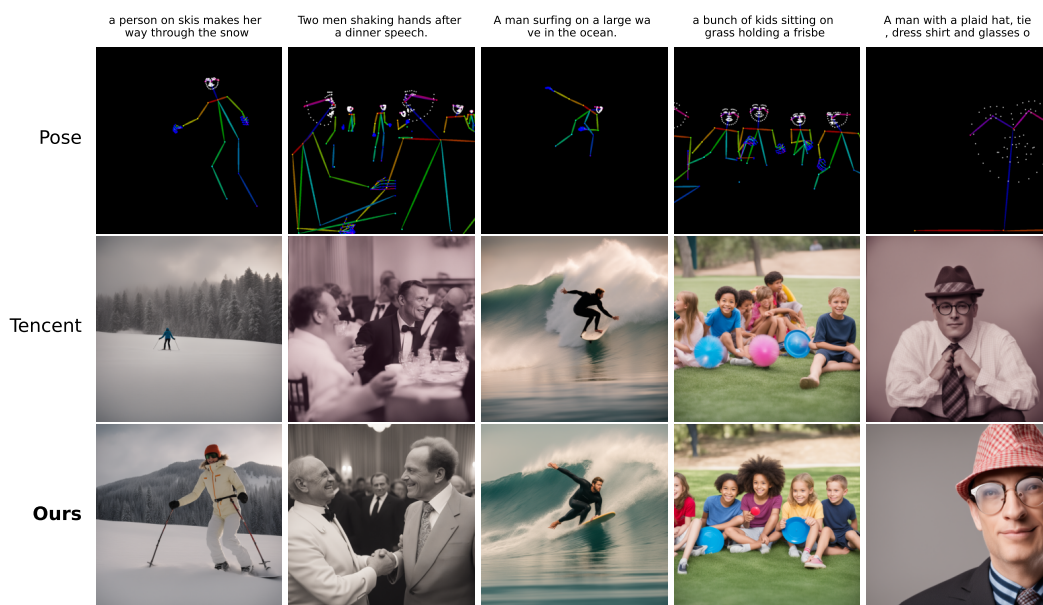 a person on skis makes her
way through the snow
Two men shaking hands after
a dinner speech.
A man surfing on a large wa
ve in the ocean.
a bunch of kids sitting on
grass holding a frisbe
A man with a plaid hat, tie
, dress shirt and glasses o
Pose
Tencent
Ours